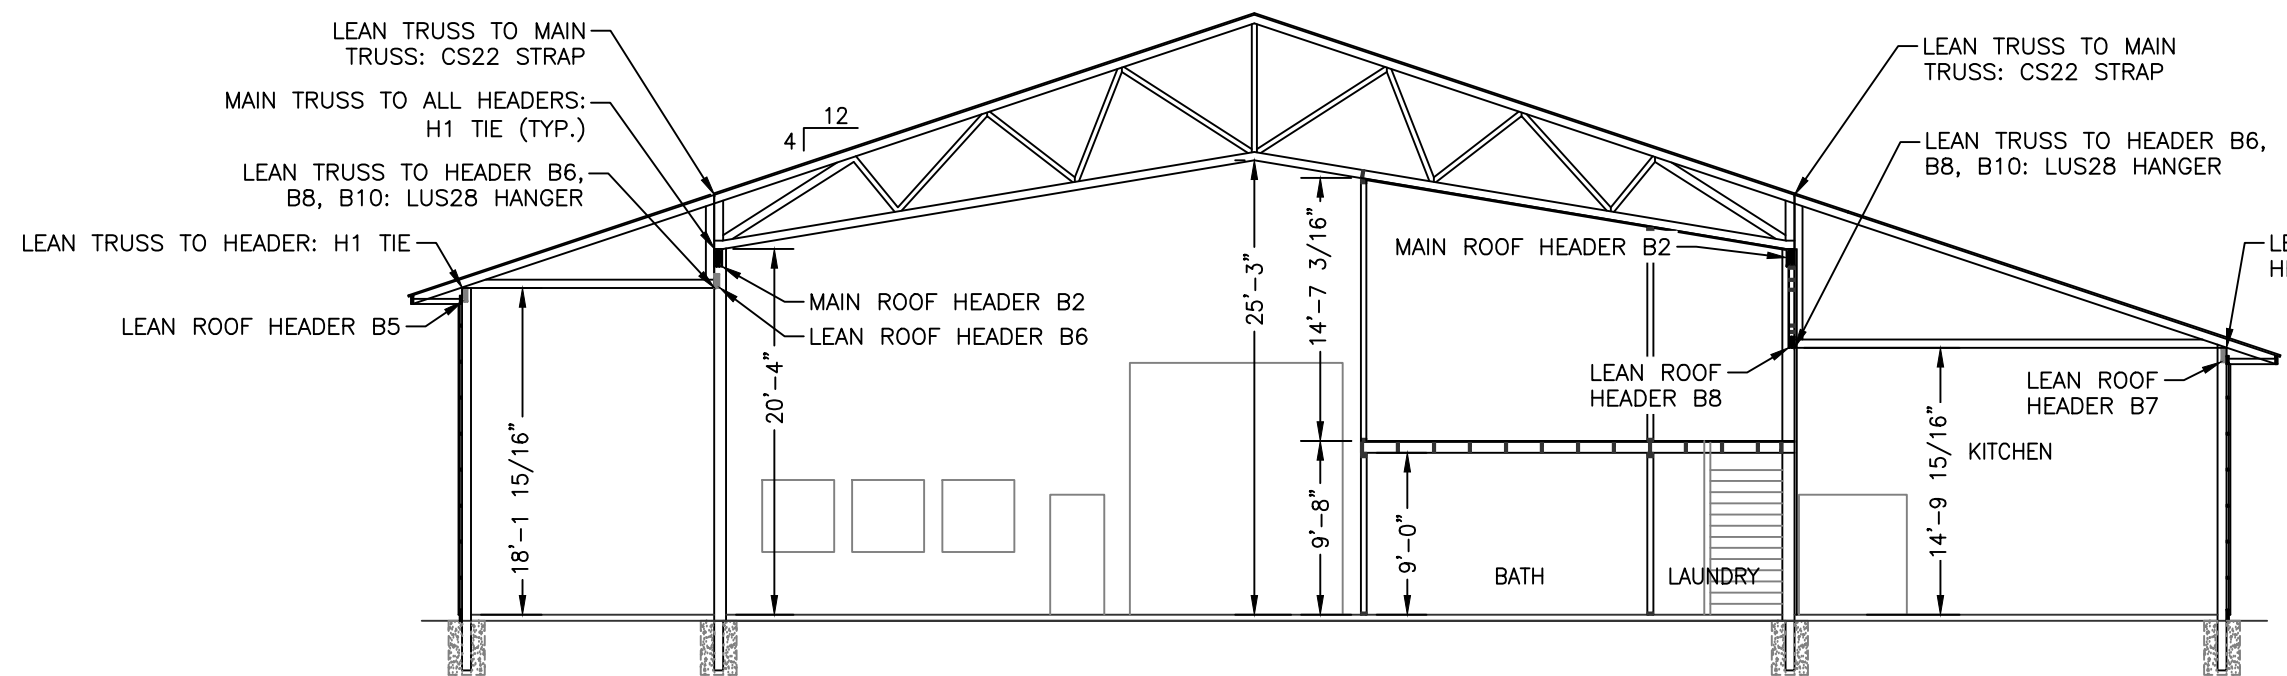 LEAN TRUSS TO MAIN
TRUSS: CS22 STRAP
MAIN TRUSS TO ALL HEADERS:
H1 TIE (TYP.)
LEAN TRUSS TO HEADER B6,
B8, B10: LUS28 HANGER
LEAN TRUSS TO HEADER: H1 TIE
LEAN ROOF HEADER B5
12
4
MAIN ROOF HEADER B2
LEAN ROOF HEADER B6
18'-1 15/16"
20'-4"
25'-3"
14'-7 3/16"
9'-8"
9'-0"
MAIN ROOF HEADER B2
LEAN ROOF
HEADER B8
BATH
LAUNDRY
LEAN TRUSS TO MAIN
TRUSS: CS22 STRAP
LEAN TRUSS TO HEADER B6,
B8, B10: LUS28 HANGER
LEAN ROOF
HEADER B7
14'-9 15/16"
KITCHEN